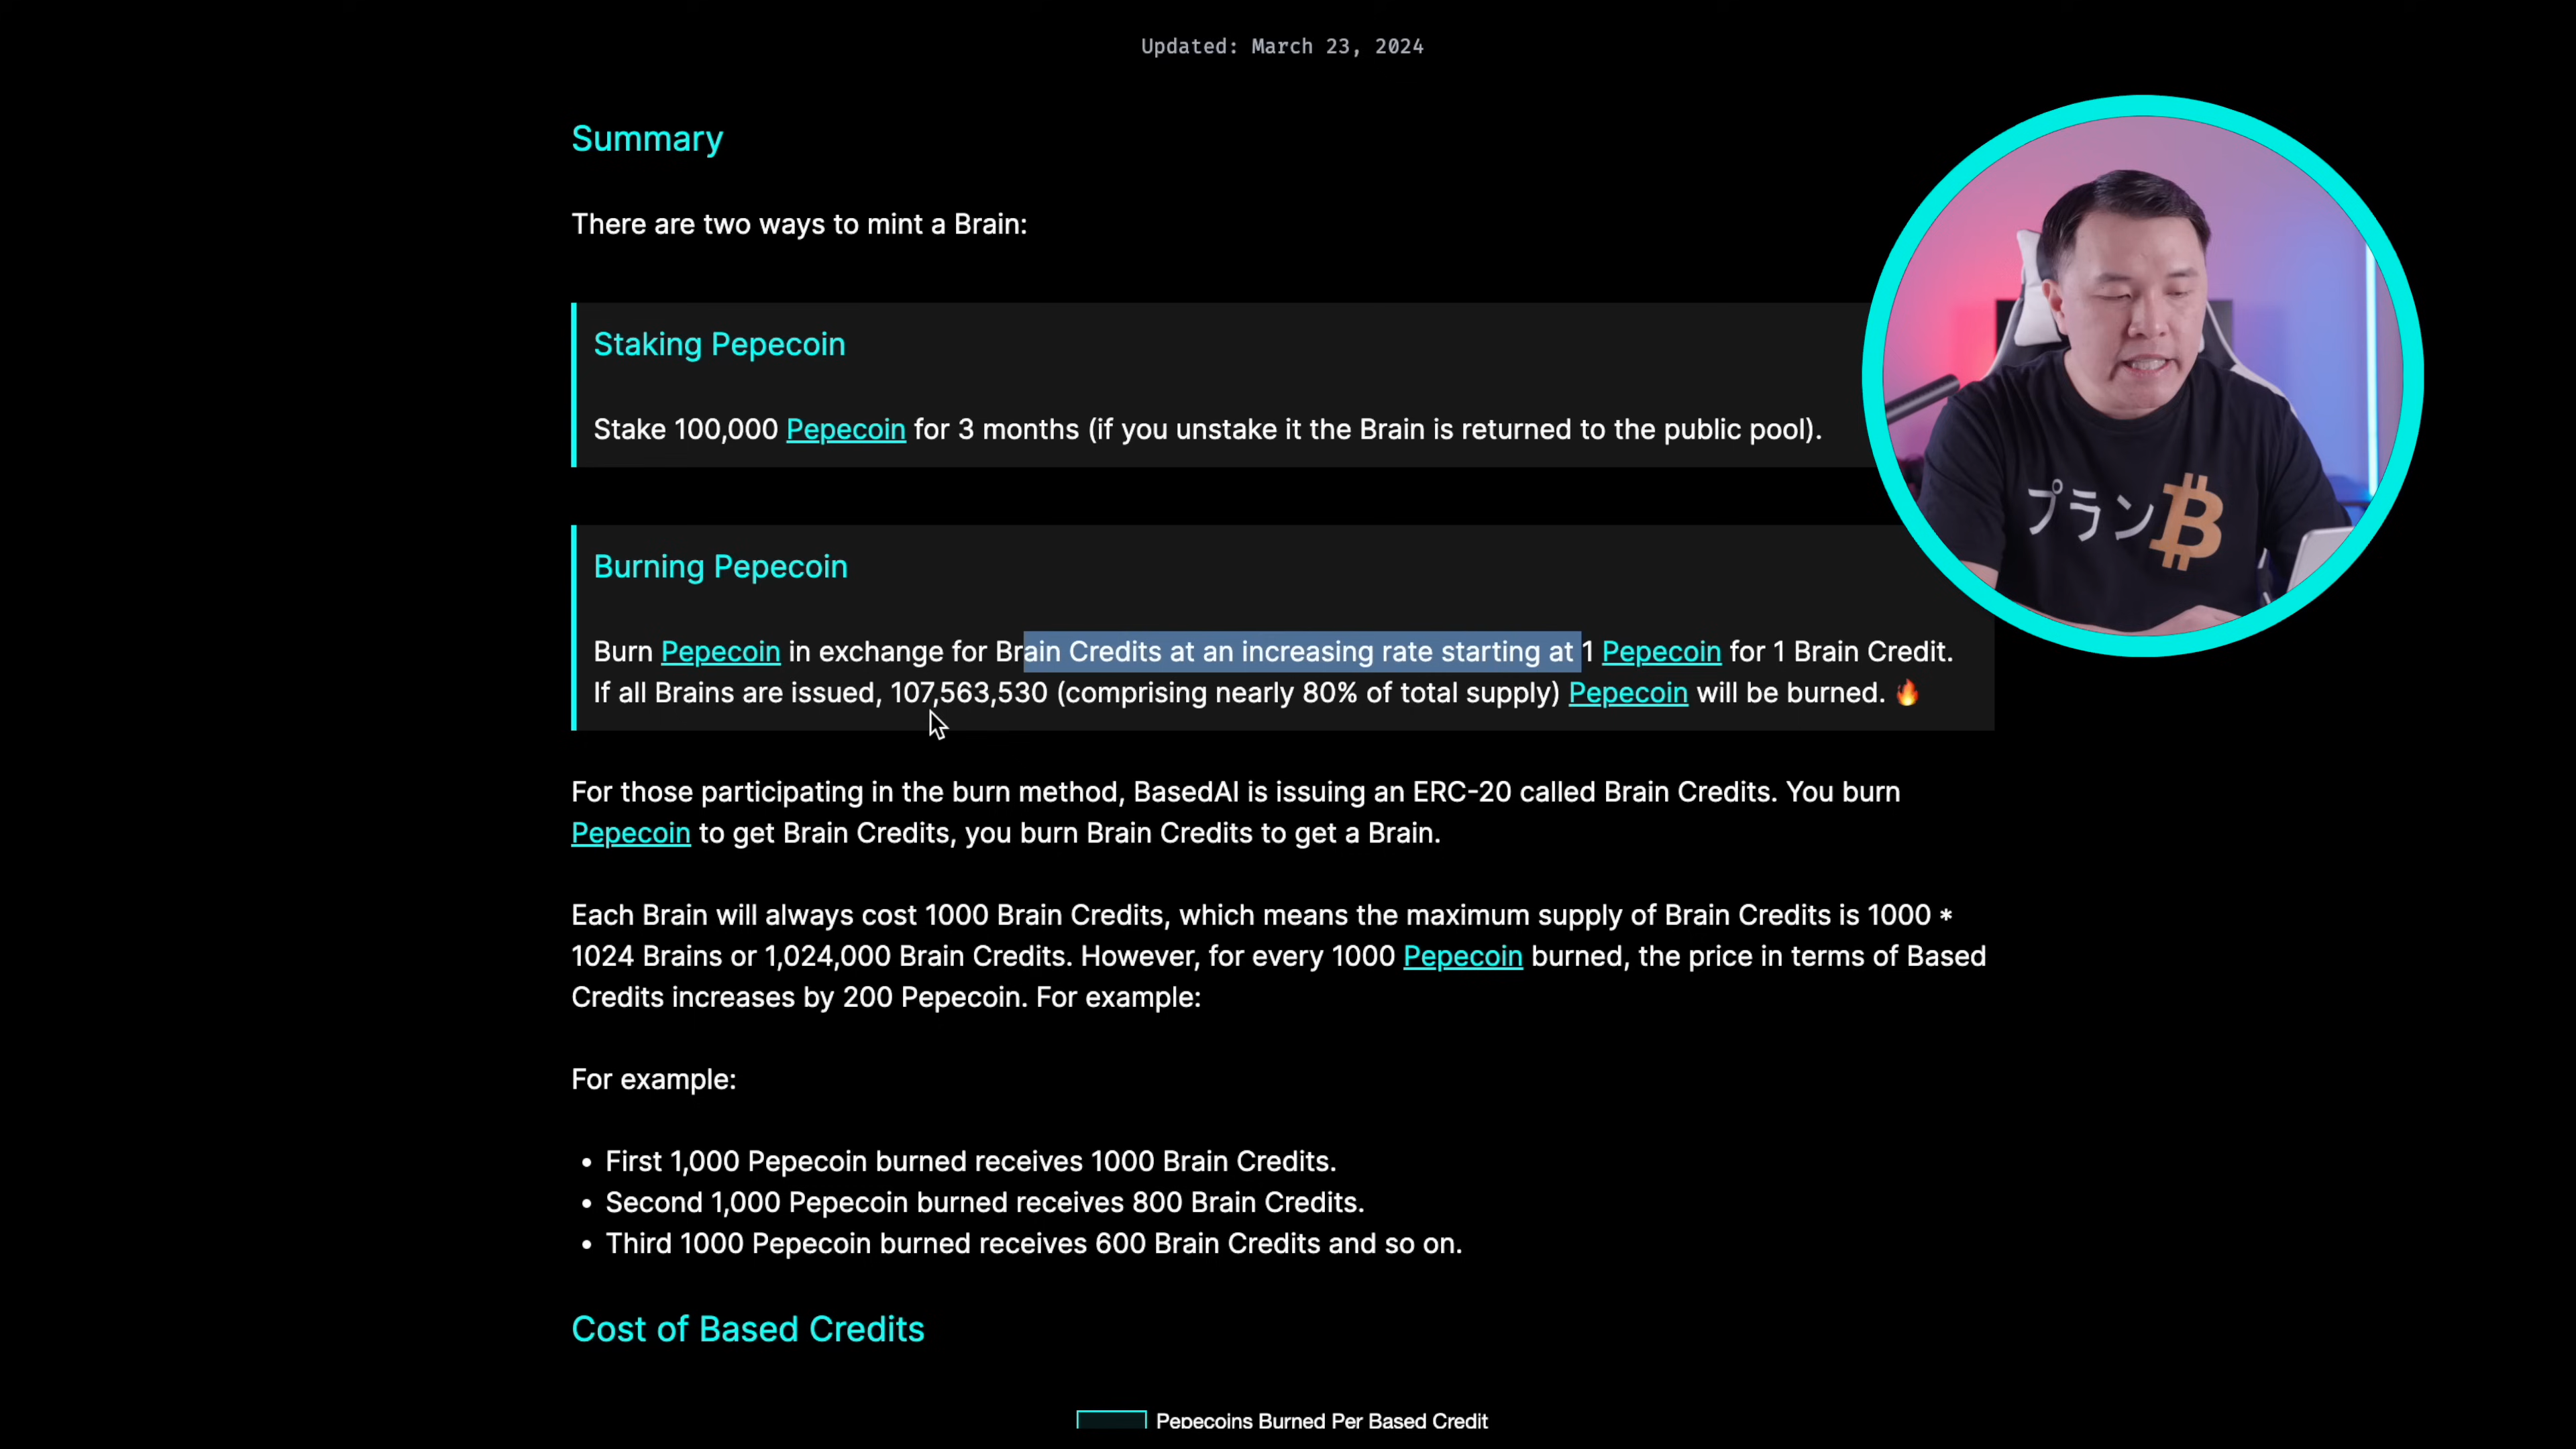 Updated: March 23, 2024
Summary
There are two ways to mint a Brain:
Staking Pepecoin
Stake 100,000 Pepecoin for 3 months (if you unstake it the Brain is returned to the public pool).
Burning Pepecoin
Burn Pepecoin in exchange for Brain Credits at an increasing rate starting at 1 Pepecoin for 1 Brain Credit.
If all Brains are issued, 107,563,530 (comprising nearly 80% of total supply) Pepecoin will be burned. 🔥
プラン₿
For those participating in the burn method, BasedAI is issuing an ERC-20 called Brain Credits. You burn
Pepecoin to get Brain Credits, you burn Brain Credits to get a Brain.
Each Brain will always cost 1000 Brain Credits, which means the maximum supply of Brain Credits is 1000 *
1024 Brains or 1,024,000 Brain Credits. However, for every 1000 Pepecoin burned, the price in terms of Based
Credits increases by 200 Pepecoin. For example:
For example:
• First 1,000 Pepecoin burned receives 1000 Brain Credits.
• Second 1,000 Pepecoin burned receives 800 Brain Credits.
• Third 1000 Pepecoin burned receives 600 Brain Credits and so on.
Cost of Based Credits
Pepecoins Burned Per Based Credit